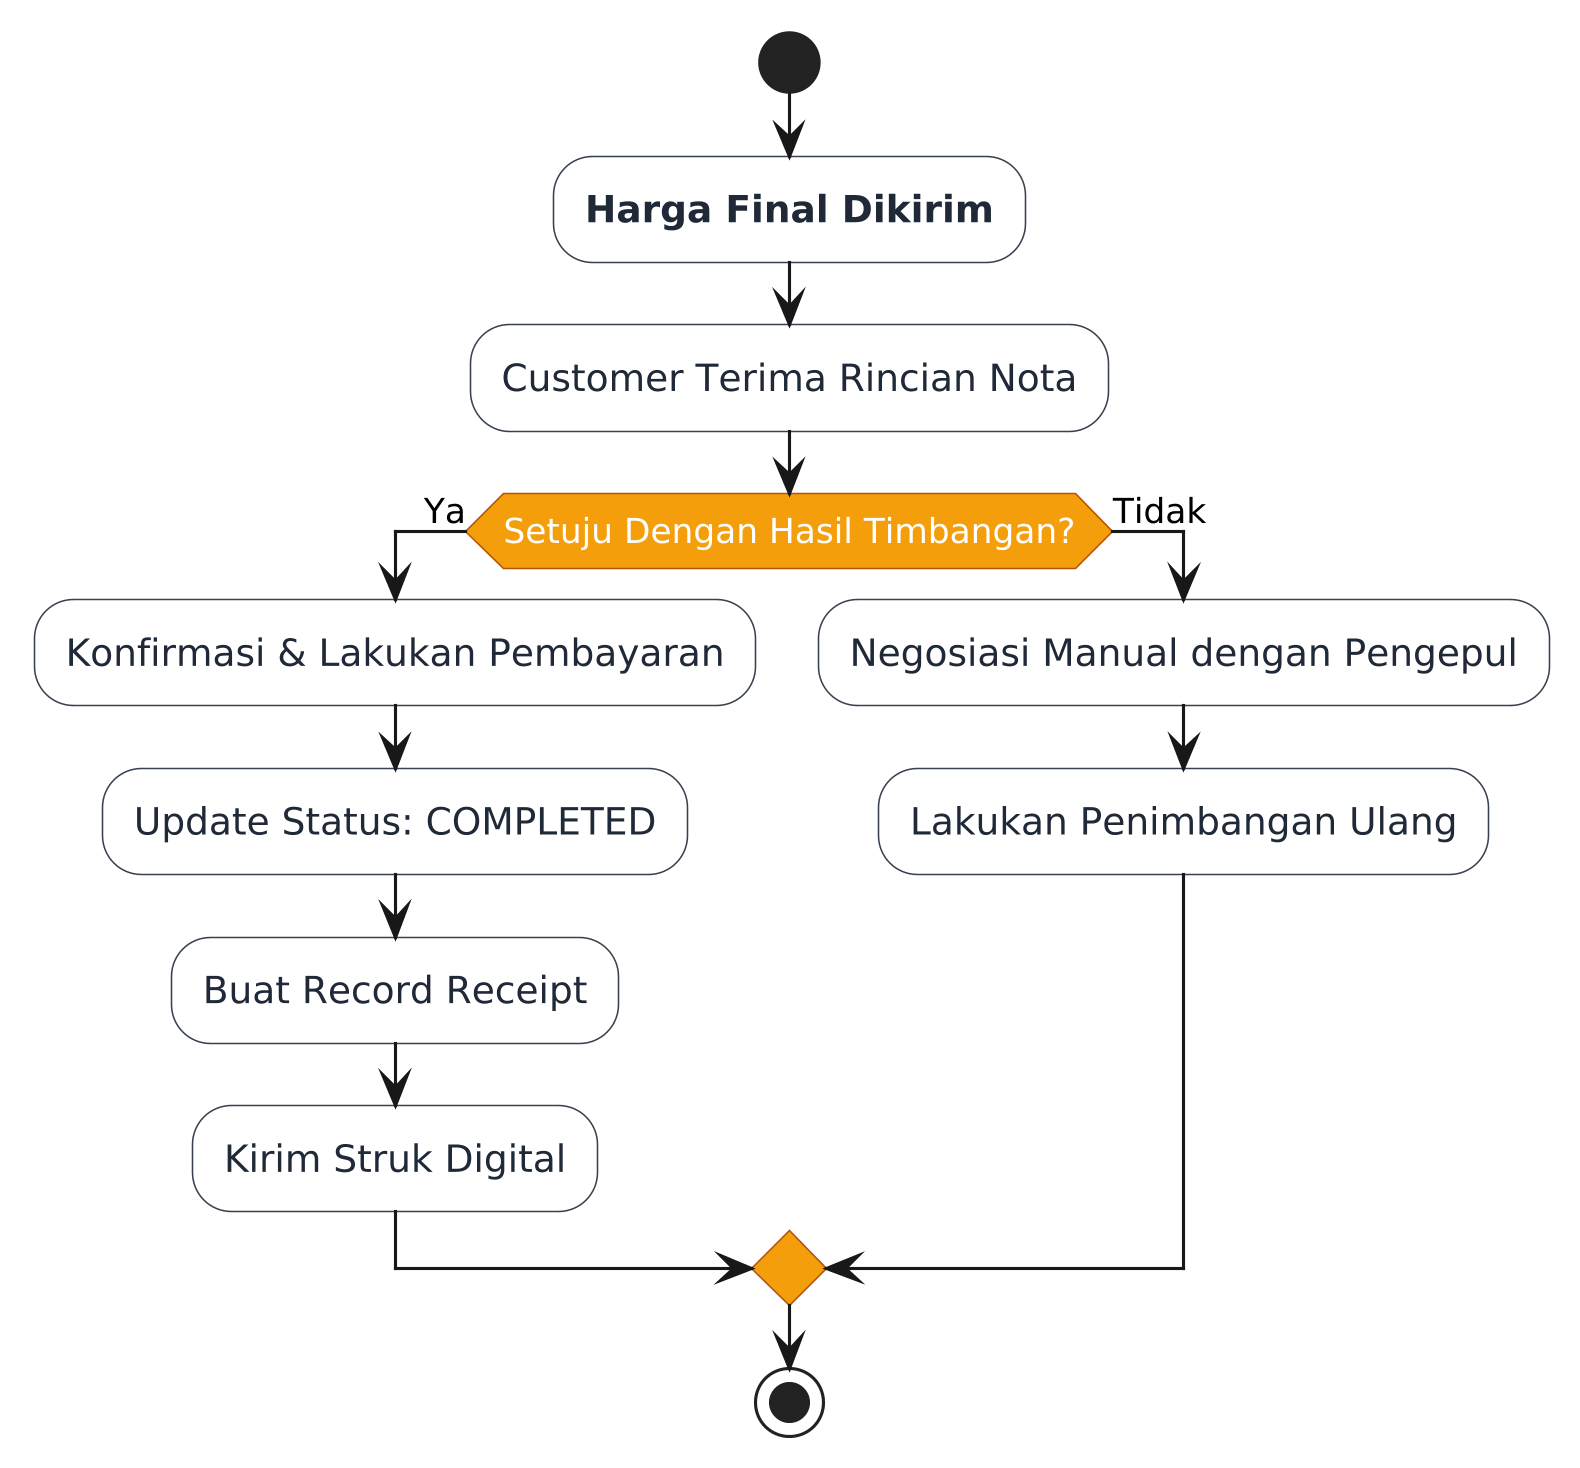 Harga Final Dikirim
Customer Terima Rincian Nota
Ya
Setuju Dengan Hasil Timbangan?
Tidak
Konfirmasi & Lakukan Pembayaran
Negosiasi Manual dengan Pengepul
Update Status: COMPLETED
Lakukan Penimbangan Ulang
Buat Record Receipt
Kirim Struk Digital